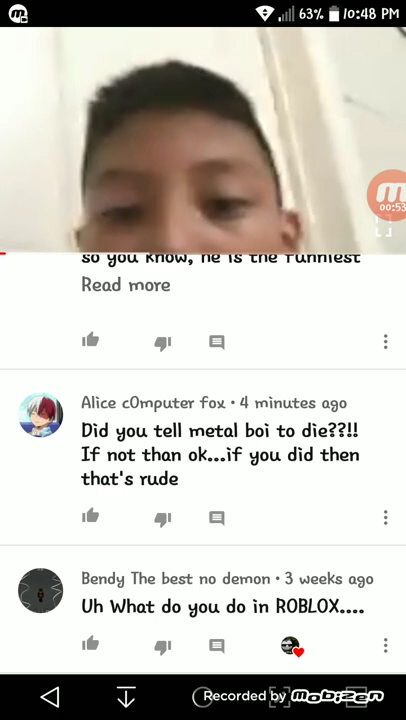 63% 10:48 PM
00:53
so you know, he is the funniest
Read more
Alice c0mputer fox • 4 minutes ago
Did you tell metal boi to die??!!
If not than ok...if you did then
that's rude
Bendy The best no demon • 3 weeks ago
Uh What do you do in ROBLOX....
Recorded by mobizen